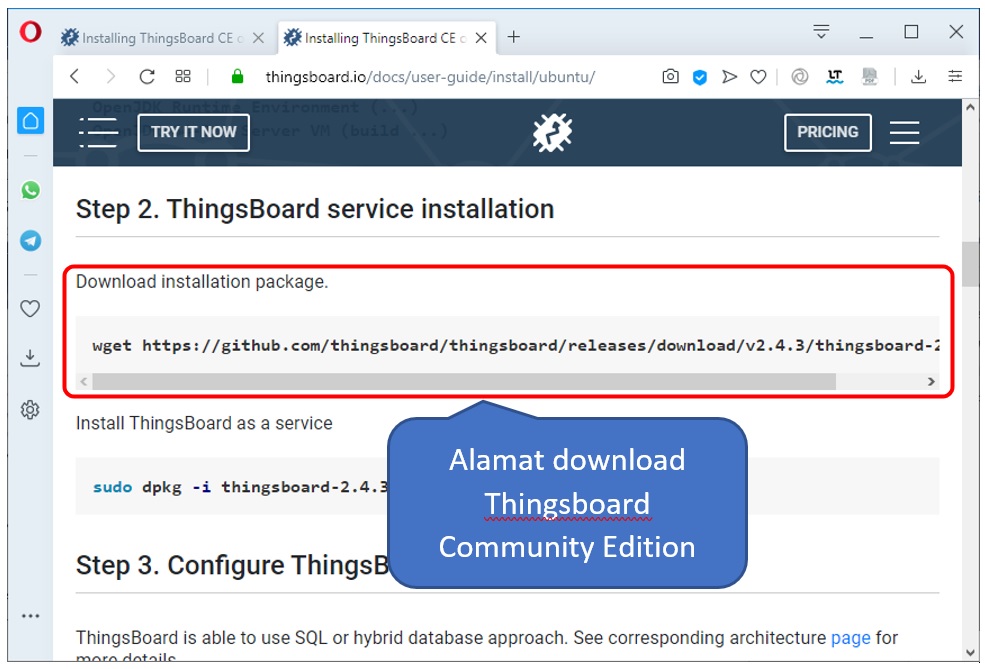 Installing ThingsBoard CE
Installing ThingsBoard CE
thingsboard.io/docs/user-guide/install/ubuntu/
LT
PDF
OpenJDK Runtime Environment (...)
Server VM (build ...)
TRY IT NOW
PRICING
Step 2. ThingsBoard service installation
Download installation package.
wget https://github.com/thingsboard/thingsboard/releases/download/v2.4.3/thingsboard-2
Install ThingsBoard as a service
sudo dpkg -i thingsboard-2.4.3
Alamat download
Thingsboard
Community Edition
Step 3. Configure ThingsB
ThingsBoard is able to use SQL or hybrid database approach. See corresponding architecture page for
more details